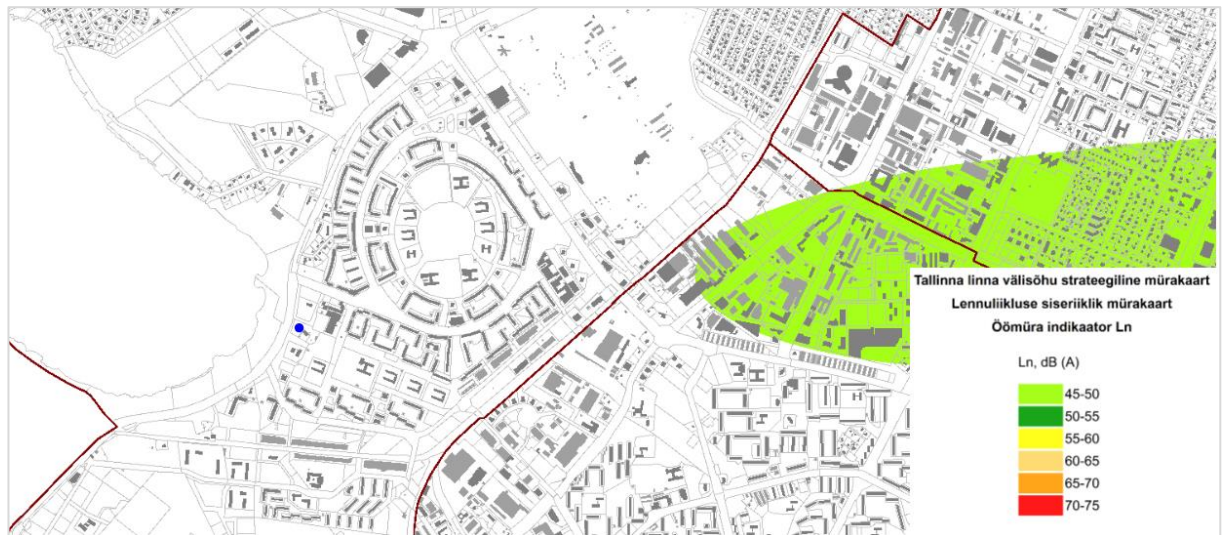 Tallinna linna välisõhu strateegiline mürakaart
Lennuliikluse siseriiklik mürakaart
Öömüra indikaator Ln
Ln, dB (A)
45-50
50-55
55-60
60-65
65-70
70-75